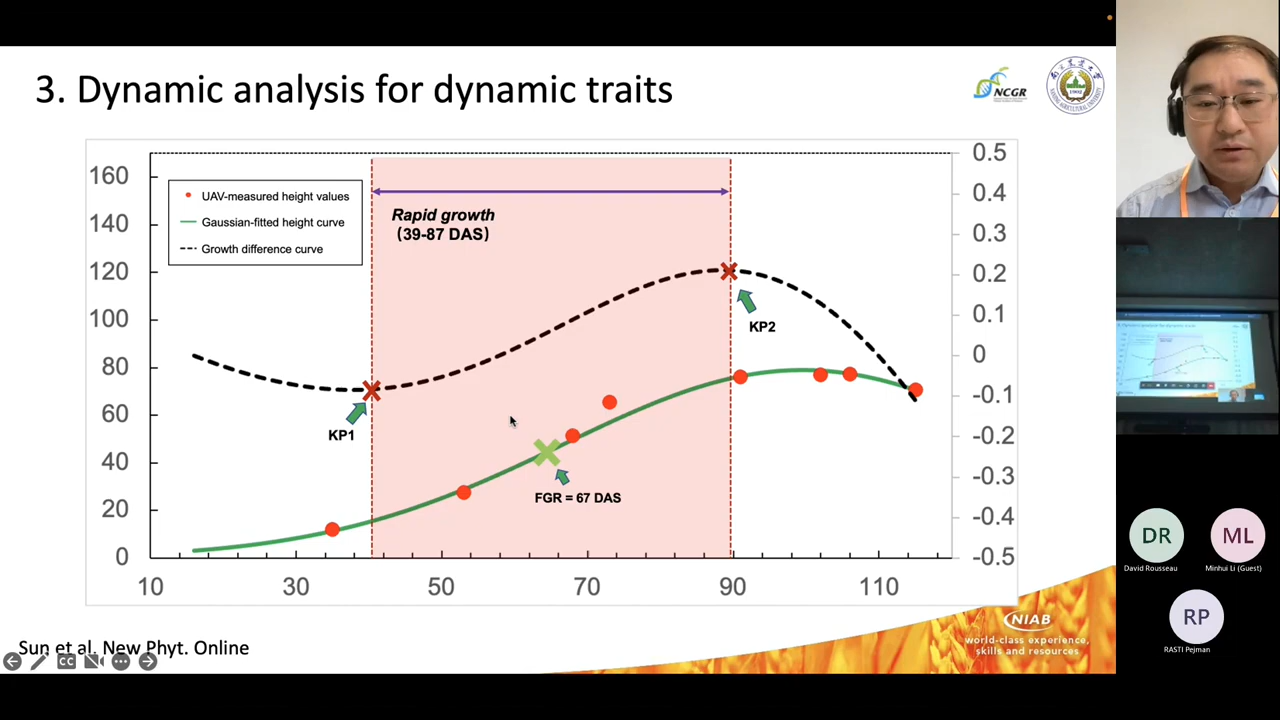 3. Dynamic analysis for dynamic traits
NCGR
UAV-measured height values
Gaussian-fitted height curve
Growth difference curve
Rapid growth
(39-87 DAS)
KP1
KP2
FGR = 67 DAS
160
140
120
100
80
60
40
20
0
0.5
0.4
0.3
0.2
0.1
0
-0.1
-0.2
-0.3
-0.4
-0.5
10
30
50
70
90
110
Sun et al. New Phyt. Online
CC
NIAB
world-class experience,
skills and resources
DR
David Rousseau
ML
Minhui Li (Guest)
RP
RASTI Pejman